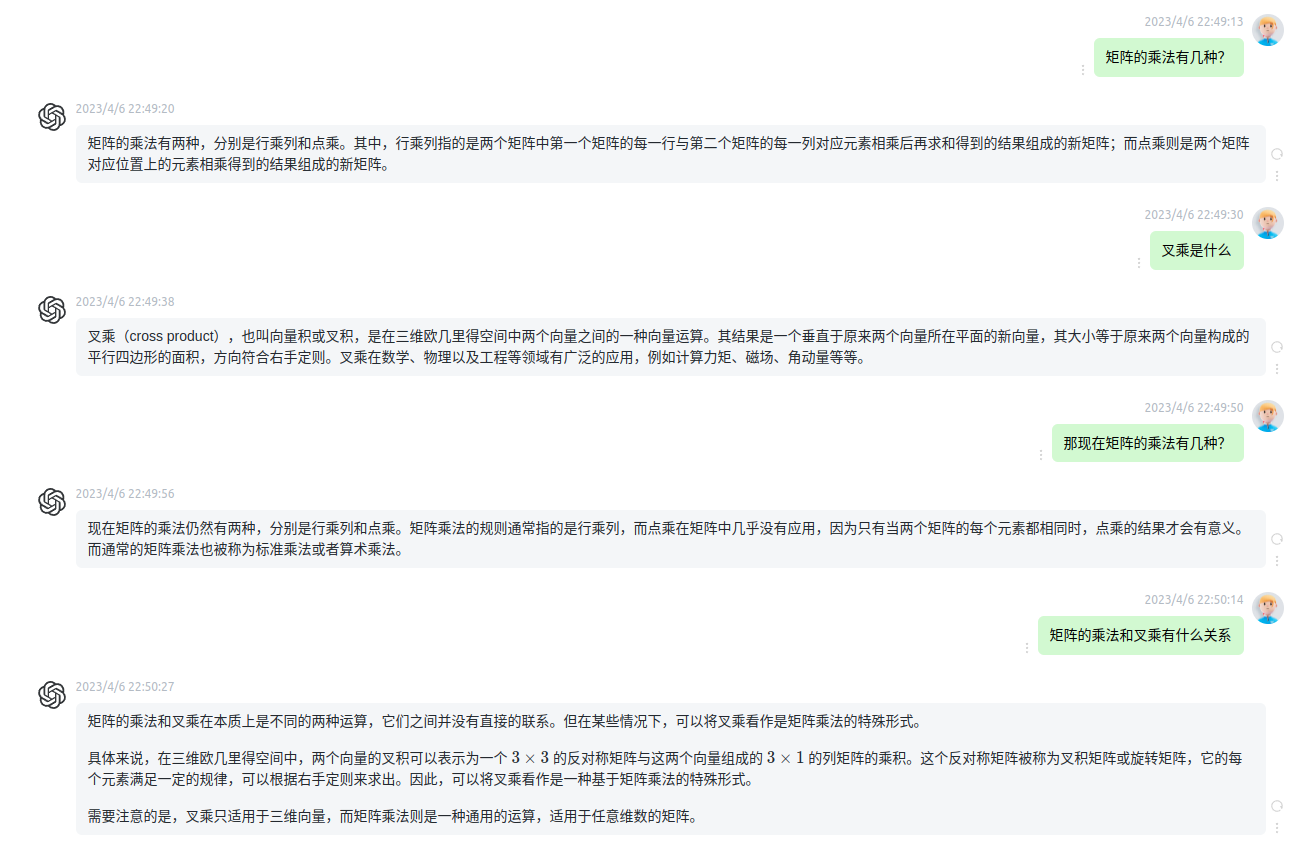 2023/4/6 22:49:13
矩阵的乘法有几种？
2023/4/6 22:49:20
矩阵的乘法有两种，分别是行乘列和点乘。其中，行乘列指的是两个矩阵中第一个矩阵的每一行与第二个矩阵的每一列对应元素相乘后再求和得到的结果组成的新矩阵；而点乘则是两个矩阵
对应位置上的元素相乘得到的结果组成的新矩阵。
2023/4/6 22:49:30
叉乘是什么
2023/4/6 22:49:38
叉乘（cross product），也叫向量积或叉积，是在三维欧几里得空间中两个向量之间的一种向量运算。其结果是一个垂直于原来两个向量所在平面的新向量，其大小等于原来两个向量构成的
平行四边形的面积，方向符合右手定则。叉乘在数学、物理以及工程等领域有广泛的应用，例如计算力矩、磁场、角动量等等。
2023/4/6 22:49:50
那现在矩阵的乘法有几种？
2023/4/6 22:49:56
现在矩阵的乘法仍然有两种，分别是行乘列和点乘。矩阵乘法的规则通常指的是行乘列，而点乘在矩阵中几乎没有应用，因为只有当两个矩阵的每个元素都相同时，点乘的结果才会有意义。
而通常的矩阵乘法也被称为标准乘法或者算术乘法。
2023/4/6 22:50:14
矩阵的乘法和叉乘有什么关系
2023/4/6 22:50:27
矩阵的乘法和叉乘在本质上是不同的两种运算，它们之间并没有直接的联系。但在某些情况下，可以将叉乘看作是矩阵乘法的特殊形式。
具体来说，在三维欧几里得空间中，两个向量的叉积可以表示为一个 3 × 3 的反对称矩阵与这两个向量组成的 3 × 1 的列矩阵的乘积。这个反对称矩阵被称为叉积矩阵或旋转矩阵，它的每
个元素满足一定的规律，可以根据右手定则来求出。因此，可以将叉乘看作是一种基于矩阵乘法的特殊形式。
需要注意的是，叉乘只适用于三维向量，而矩阵乘法则是一种通用的运算，适用于任意维数的矩阵。